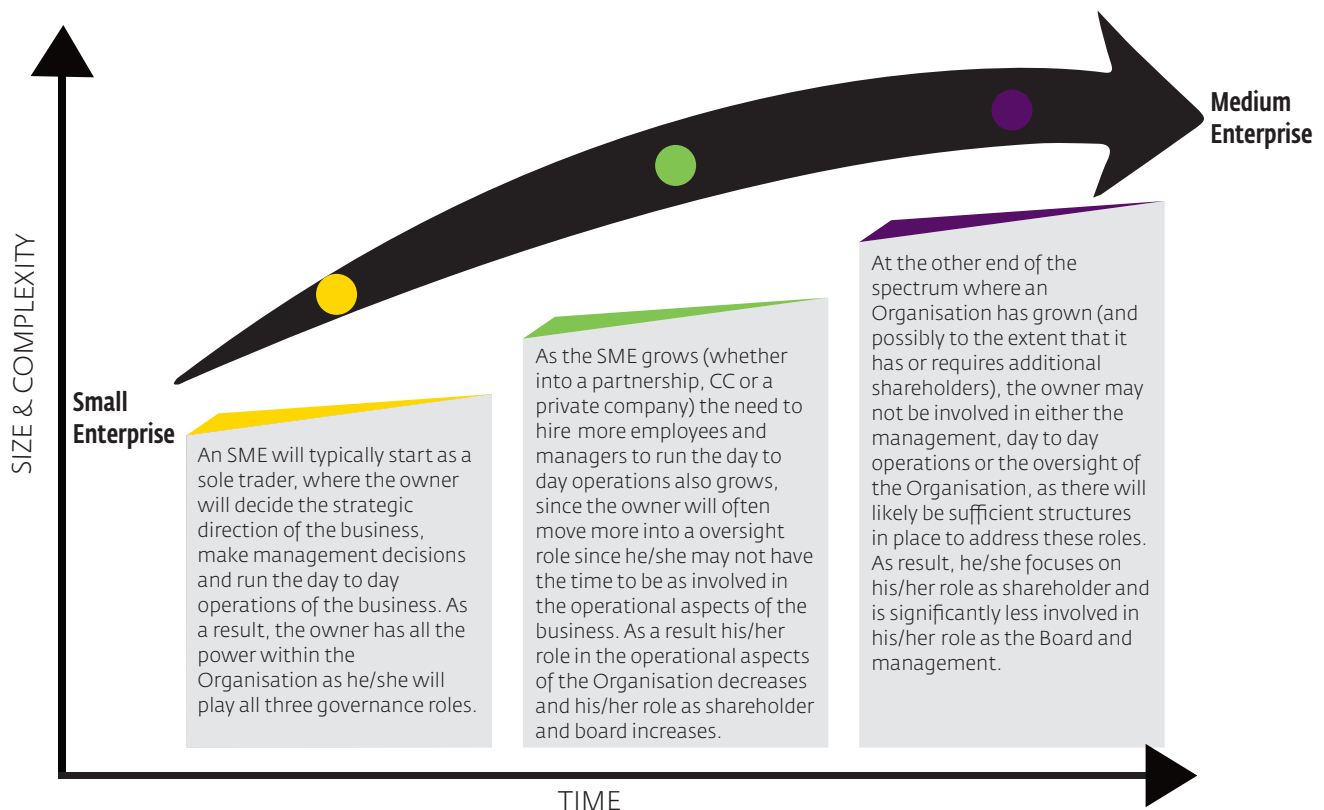 SIZE & COMPLEXITY
Small
Enterprise
An SME will typically start as a
sole trader, where the owner
will decide the strategic
direction of the business,
make management decisions
and run the day to day
operations of the business. As
a result, the owner has all the
power within the
Organisation as he/she will
play all three governance roles.
As the SME grows (whether
into a partnership, CC or a
private company) the need to
hire more employees and
managers to run the day to
day operations also grows,
since the owner will often
move more into a oversight
role since he/she may not have
the time to be as involved in
the operational aspects of the
business. As a result his/her
role in the operational aspects
of the Organisation decreases
and his/her role as shareholder
and board increases.
At the other end of the
spectrum where an
Organisation has grown (and
possibly to the extent that it
has or requires additional
shareholders), the owner may
not be involved in either the
management, day to day
operations or the oversight of
the Organisation, as there will
likely be sufficient structures
in place to address these roles.
As result, he/she focuses on
his/her role as shareholder and
is significantly less involved in
his/her role as the Board and
management.
Medium
Enterprise
TIME